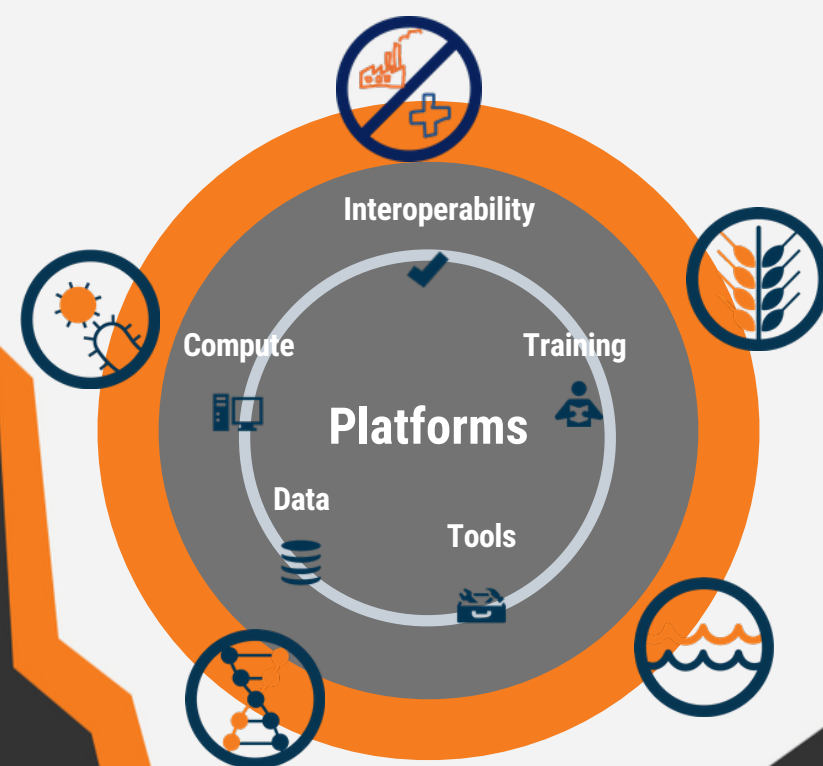 Interoperability
Compute
Training
Platforms
Data
Tools